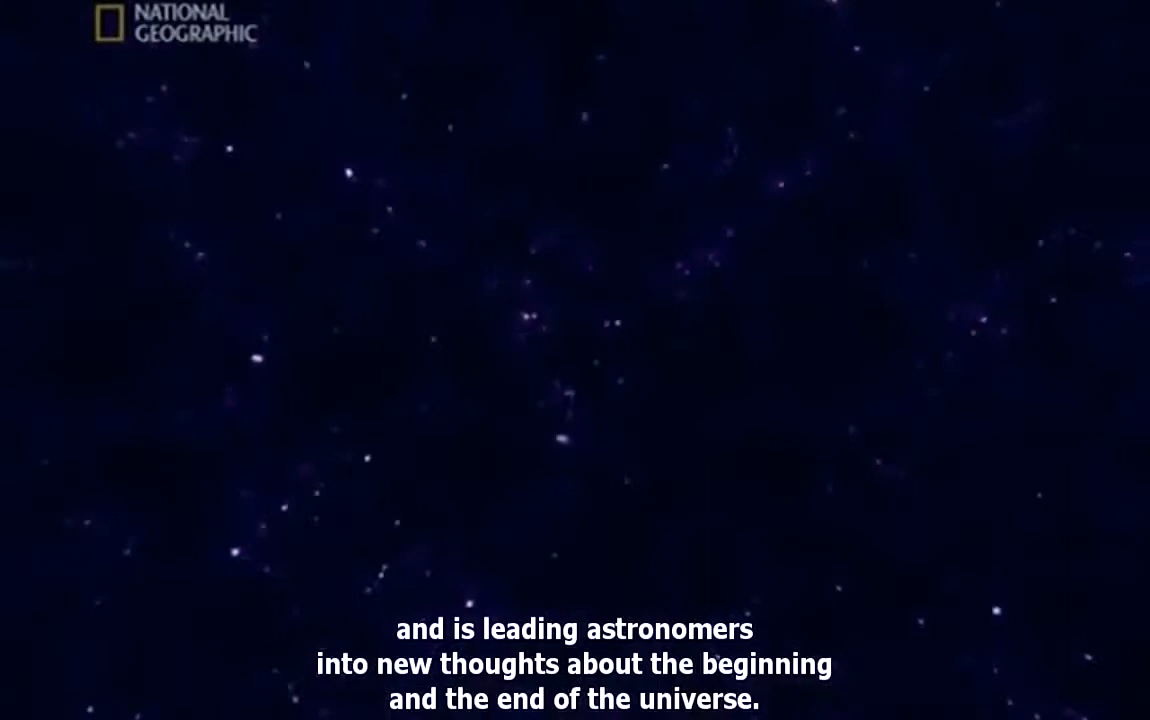 NATIONAL
GEOGRAPHIC
and is leading astronomers
into new thoughts about the beginning
and the end of the universe.